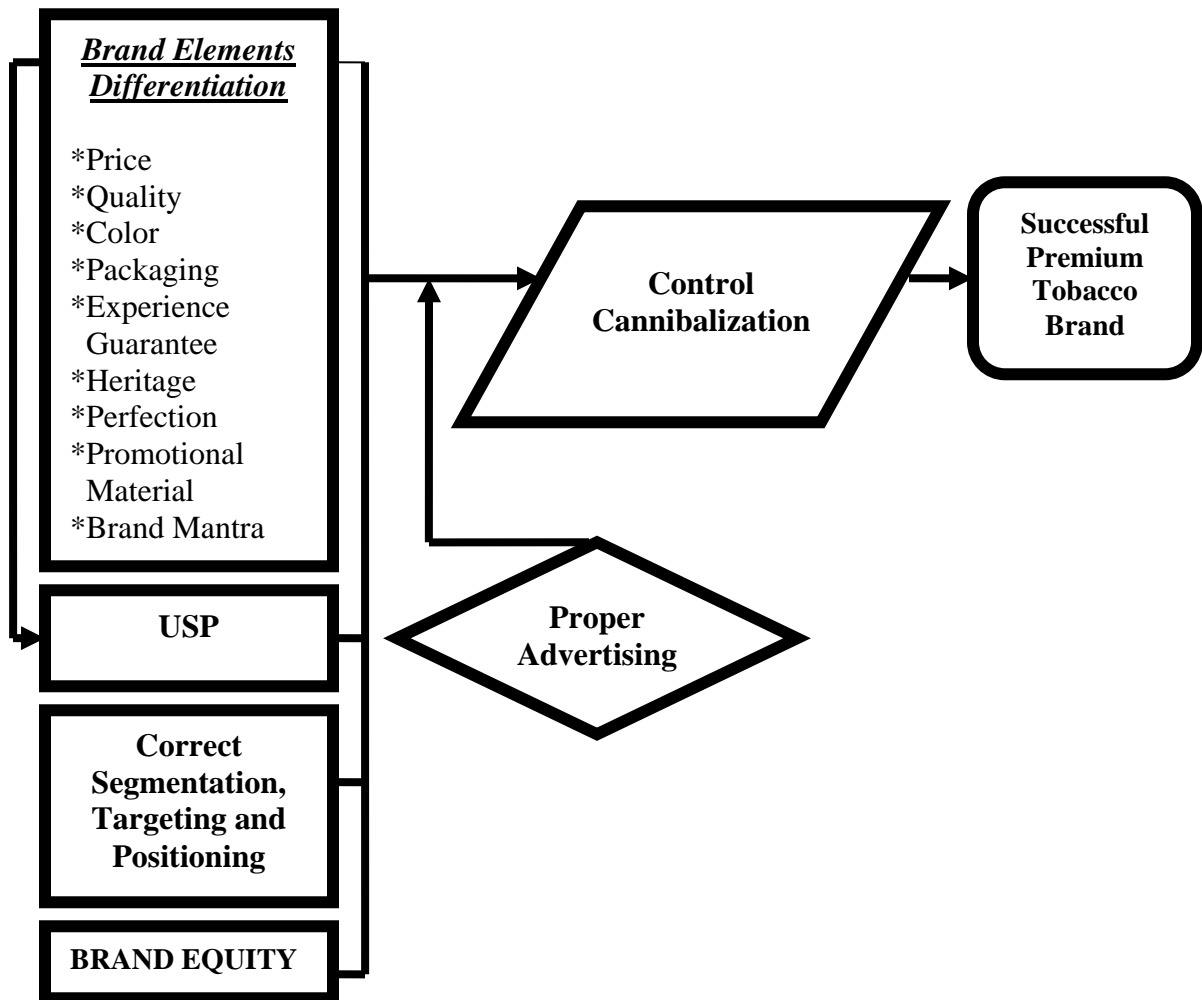 Brand Elements
Differentiation
*Price
*Quality
*Color
*Packaging
*Experience
Guarantee
*Heritage
*Perfection
*Promotional
Material
*Brand Mantra
USP
Correct
Segmentation,
Targeting and
Positioning
BRAND EQUITY
Control
Cannibalization
Proper
Advertising
Successful
Premium
Tobacco
Brand